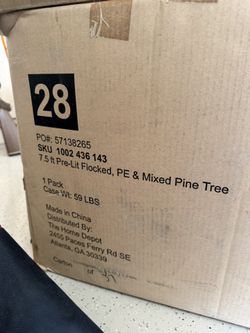 28
PO#: 57138265
SKU 1002 436 143
7.5 ft Pre-Lit Flocked, PE & Mixed Pine Tree
1 Pack
Case Wt: 59 LBS
Made in China
Distributed By:
The Home Depot
2455 Paces Ferry Rd SE
Atlanta, GA 30339
Carton
of